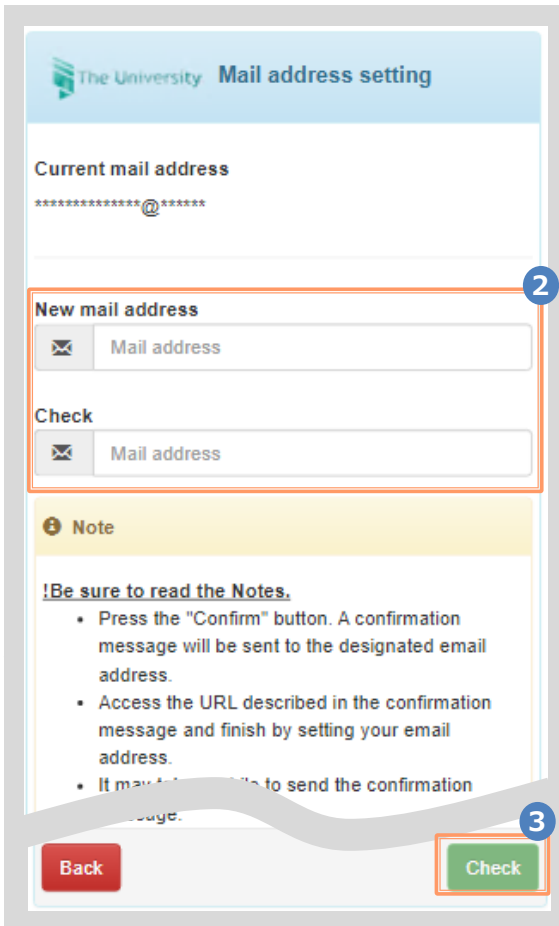 The University Mail address setting
Current mail address
**************@******
2
New mail address
Mail address
Check
Mail address
Note
!Be sure to read the Notes.
• Press the "Confirm" button. A confirmation
message will be sent to the designated email
address.
• Access the URL described in the confirmation
message and finish by setting your email
address.
• It may to send the confirmation
3
Back
Check